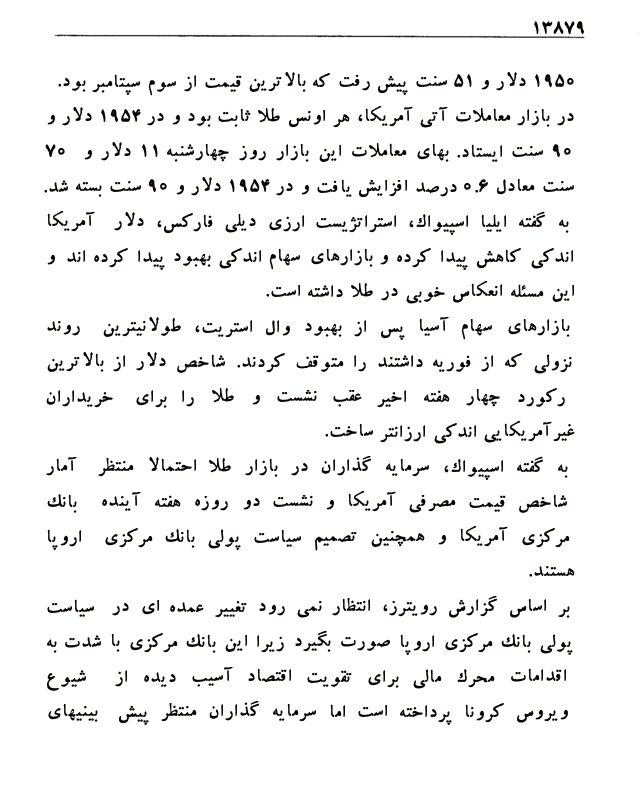 ۱۳۸۷۹
۱۹۵۰ دلار و ۵۱ سنت پیش رفت که بالاترین قیمت از سوم سپتامبر بود.
در بازار معاملات آتی آمریکا، هر اونس طلا ثابت بود و در ۱۹۵۴ دلار و
۹۰ سنت ایستاد. بهای معاملات این بازار روز چهارشنبه ۱۱ دلار و ۷۰
سنت معادل ۰.۶ درصد افزایش یافت و در ۱۹۵۴ دلار و ۹۰ سنت بسته شد.
به گفته ایلیا اسپیواک، استراتژیست ارزی دیلی فارکس، دلار آمریکا
اندکی کاهش پیدا کرده و بازارهای سهام اندکی بهبود پیدا کرده اند و
این مسئله انعکاس خوبی در طلا داشته است.
بازارهای سهام آسیا پس از بهبود وال استریت، طولانیترین روند
نزولی که از فوریه داشتند را متوقف کردند. شاخص دلار از بالاترین
رکورد چهار هفته اخیر عقب نشست و طلا را برای خریداران
غیرآمریکایی اندکی ارزانتر ساخت.
به گفته اسپیواک، سرمایه گذاران در بازار طلا احتمالا منتظر آمار
شاخص قیمت مصرفی آمریکا و نشست دو روزه هفته آینده بانک
مرکزی آمریکا و همچنین تصمیم سیاست پولی بانک مرکزی اروپا
هستند.
بر اساس گزارش رویترز، انتظار نمی رود تغییر عمده ای در سیاست
پولی بانک مرکزی اروپا صورت بگیرد زیرا این بانک مرکزی با شدت به
اقدامات محرک مالی برای تقویت اقتصاد آسیب دیده از شیوع
ویروس کرونا پرداخته است اما سرمایه گذاران منتظر پیش بینیهای